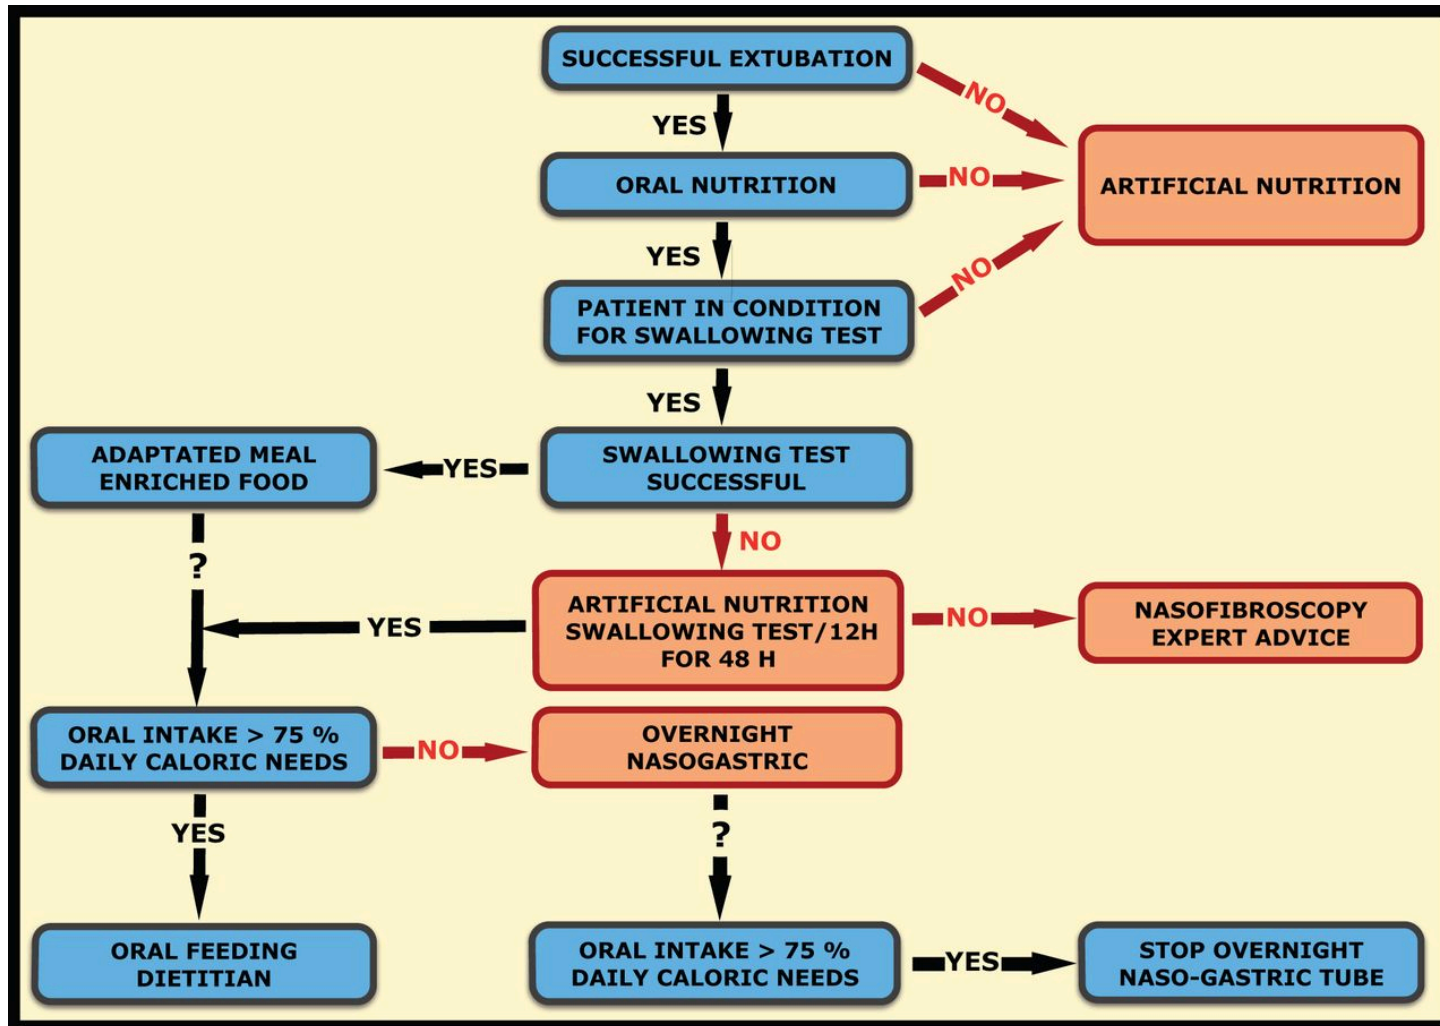 SUCCESSFUL EXTUBATION
NO
YES
ORAL NUTRITION
NO
ARTIFICIAL NUTRITION
YES
NO
PATIENT IN CONDITION
FOR SWALLOWING TEST
YES
ADAPTATED MEAL
ENRICHED FOOD
YES
SWALLOWING TEST
SUCCESSFUL
?
NO
YES
ARTIFICIAL NUTRITION
SWALLOWING TEST/12H
FOR 48 H
NO
NASOFIBROSCOPY
EXPERT ADVICE
ORAL INTAKE > 75 %
DAILY CALORIC NEEDS
NO
OVERNIGHT
NASOGASTRIC
YES
?
ORAL FEEDING
DIETITIAN
ORAL INTAKE > 75 %
DAILY CALORIC NEEDS
YES
STOP OVERNIGHT
NASO-GASTRIC TUBE